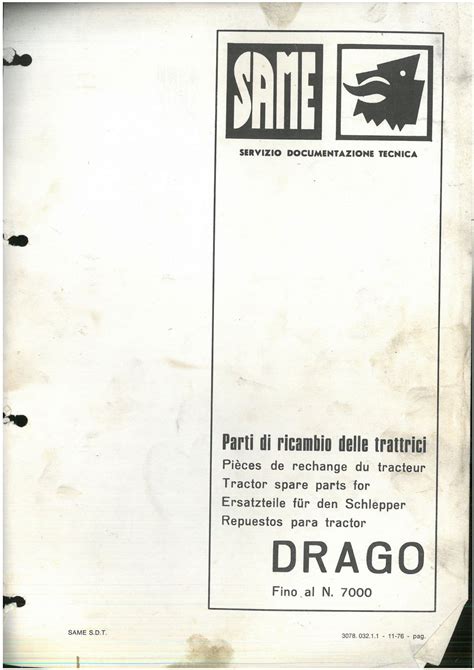 SAME
SERVIZIO DOCUMENTAZIONE TECNICA
Parti di ricambio delle trattrici
Pièces de rechange du tracteur
Tractor spare parts for
Ersatzteile für den Schlepper
Repuestos para tractor
DRAGO
Fino al N. 7000
SAME S.D.T.
3078.032.1.1 - 11-76 - pag.